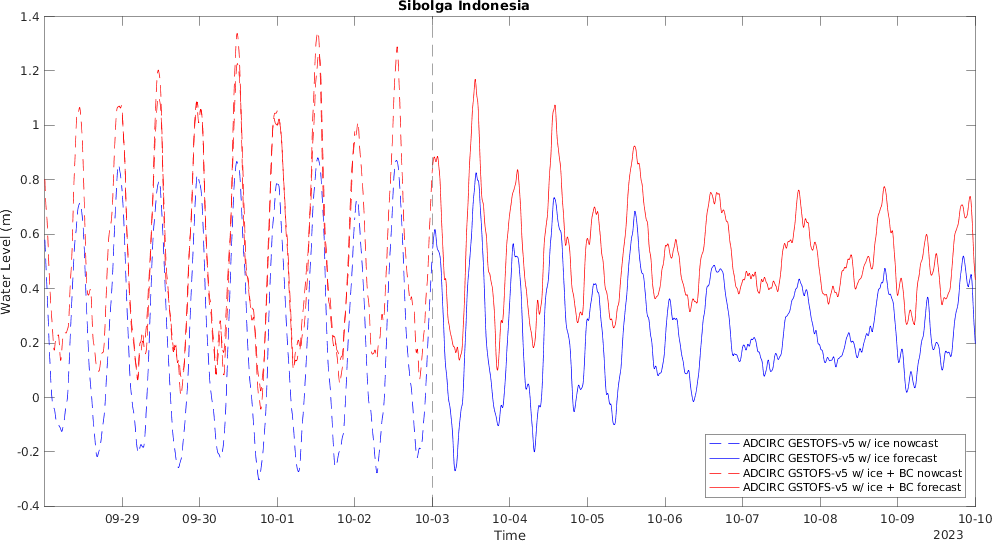 Sibolga Indonesia
1.4
1.2
1
0.8
0.6
0.4
0.2
0
-0.2
-0.4
Water Level (m)
ADCIRC GESTOFS-v5 w/ ice nowcast
ADCIRC GESTOFS-v5 w/ ice forecast
ADCIRC GSTOFS-v5 w/ ice + BC nowcast
ADCIRC GSTOFS-v5 w/ ice + BC forecast
09-29 09-30 10-01 10-02 10-03 10-04 10-05 10-06 10-07 10-08 10-09 10-10
Time
2023